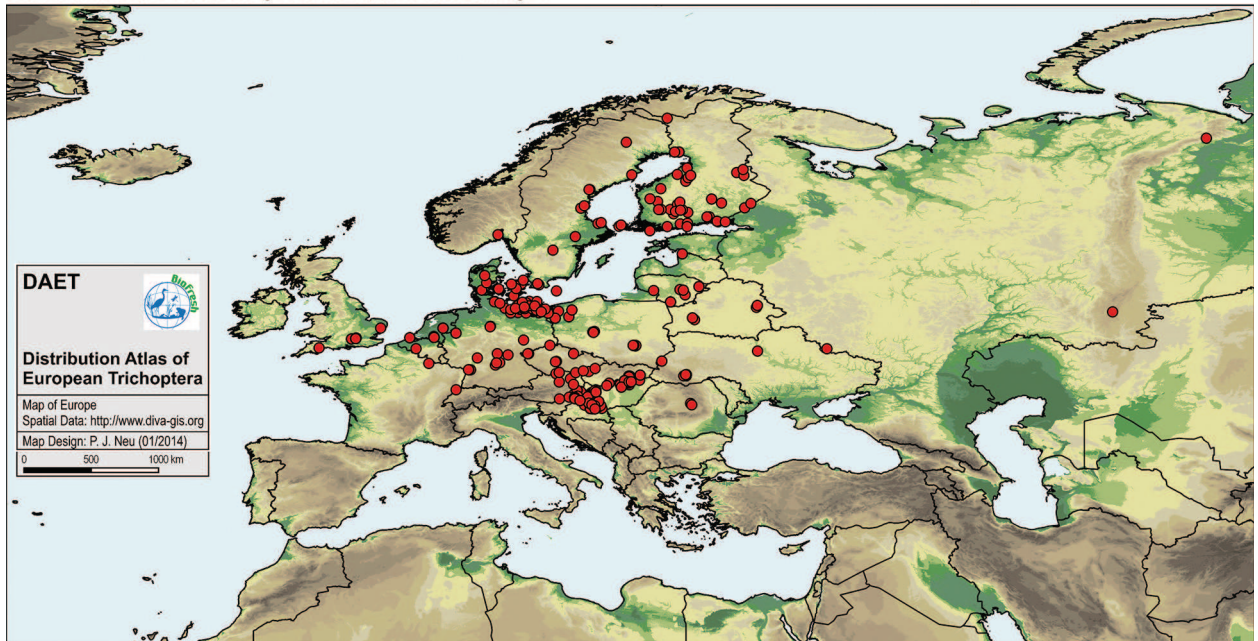 DAET
BioFresh
Distribution Atlas of
European Trichoptera
Map of Europe
Spatial Data: http://www.diva-gis.org
Map Design: P. J. Neu (01/2014)
0 500 1000 km